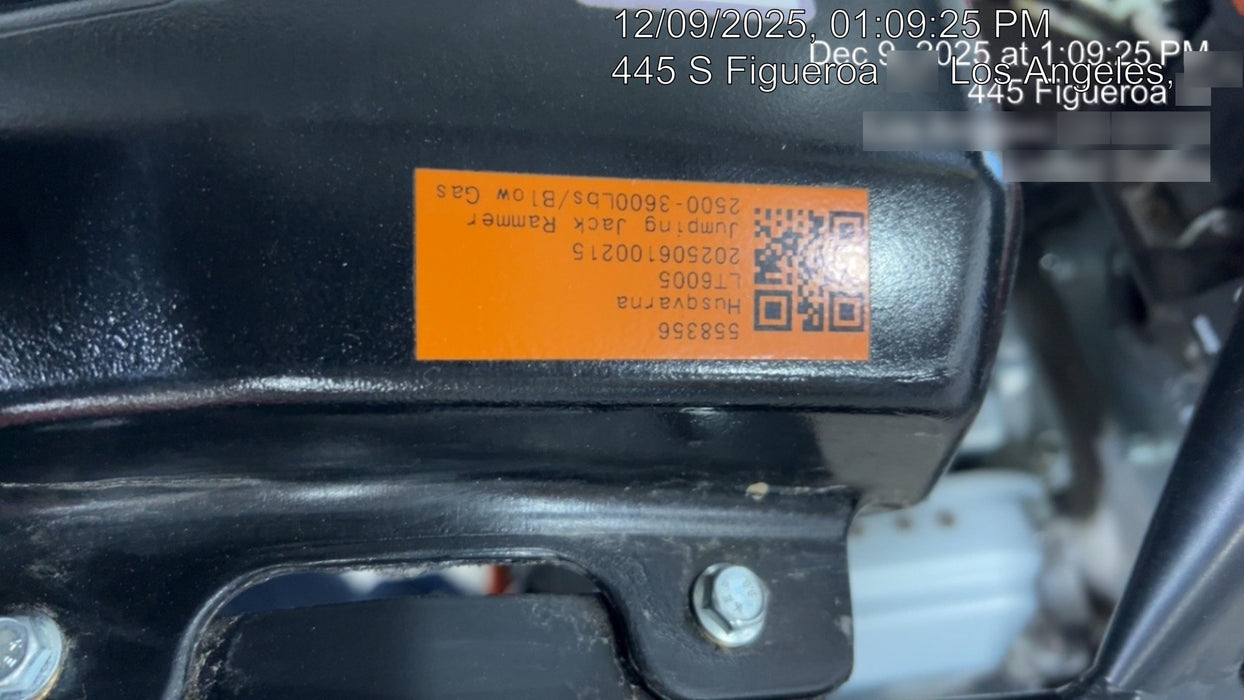 12/09/2025, 01:09:25 PM
445 S Figueroa Los Angeles,
Dec 9, 2025 at 1:09:25 PM
445 Figueroa
558356
Husqvarna
LT6005
202506100215
Jumping Jack Rammer
2500-3600Lbs/Blow Gas